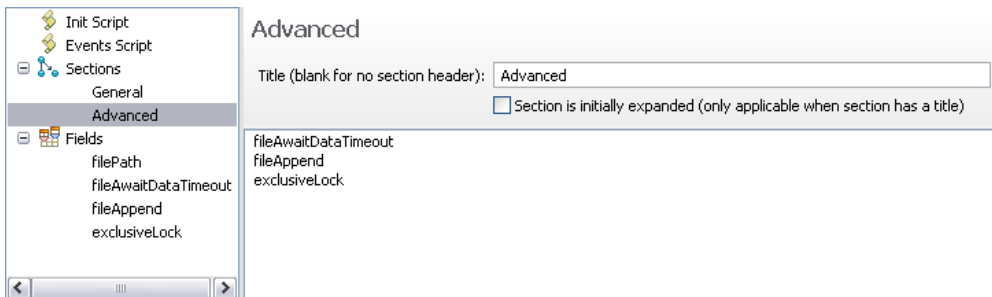 Init Script
Events Script
Sections
General
Advanced
Fields
filePath
fileAwaitDataTimeout
fileAppend
exclusiveLock
Advanced
Title (blank for no section header): Advanced
Section is initially expanded (only applicable when section has a title)
fileAwaitDataTimeout
fileAppend
exclusiveLock